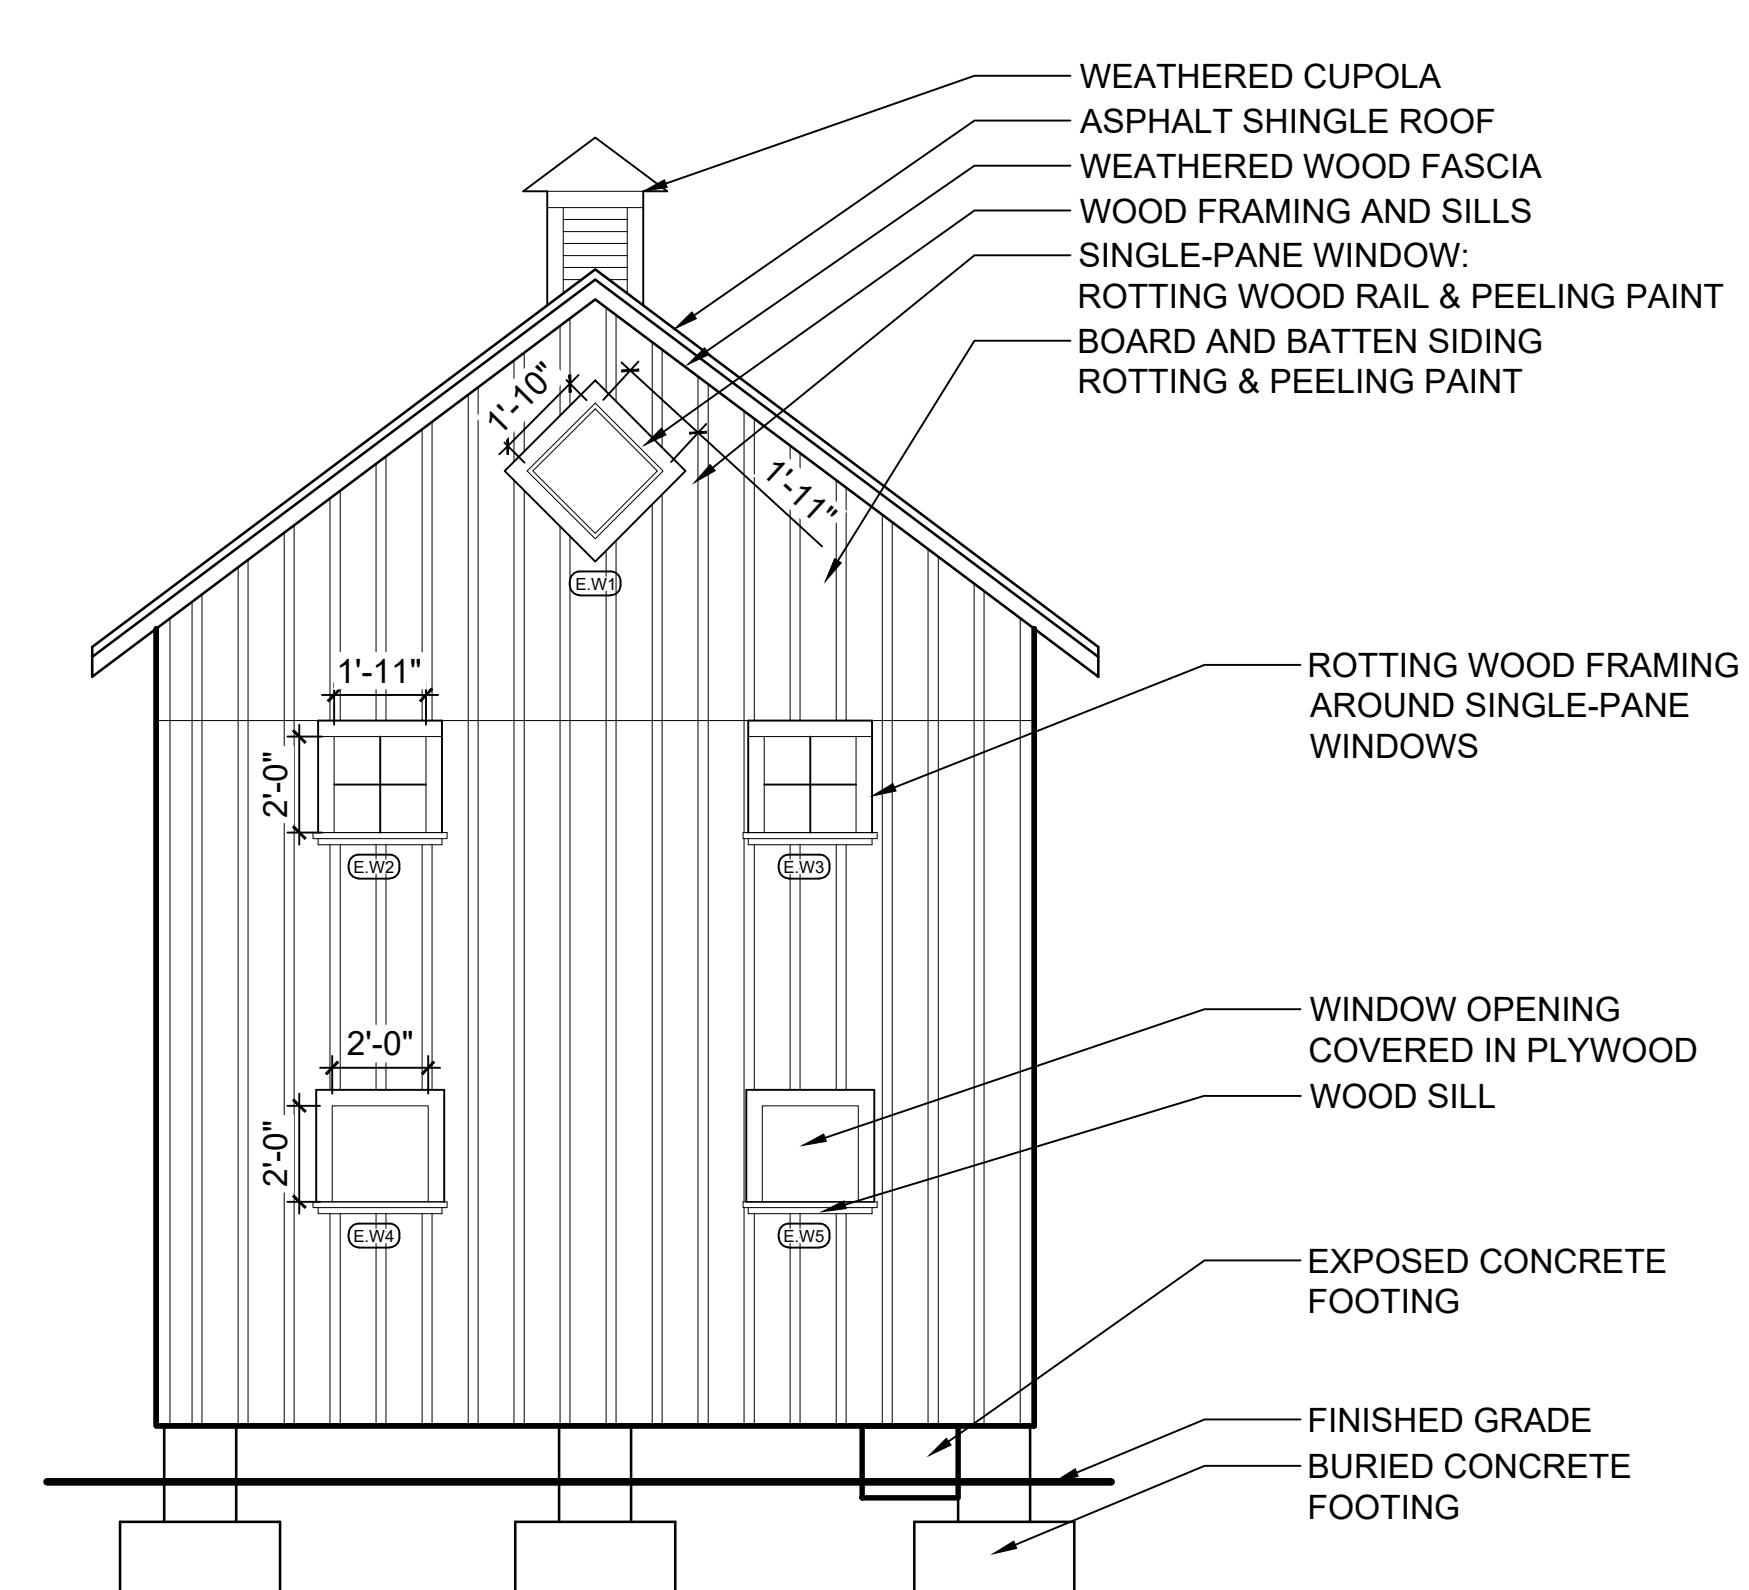 WEATHERED CUPOLA
ASPHALT SHINGLE ROOF
WEATHERED WOOD FASCIA
WOOD FRAMING AND SILLS
SINGLE-PANE WINDOW:
ROTTING WOOD RAIL & PEELING PAINT
BOARD AND BATTEN SIDING
ROTTING & PEELING PAINT
1'-10"
1'-11"
E.W1
1'-11"
2'-0"
E.W2
E.W3
ROTTING WOOD FRAMING
AROUND SINGLE-PANE
WINDOWS
WINDOW OPENING
COVERED IN PLYWOOD
WOOD SILL
2'-0"
2'-0"
E.W4
E.W5
EXPOSED CONCRETE
FOOTING
FINISHED GRADE
BURIED CONCRETE
FOOTING